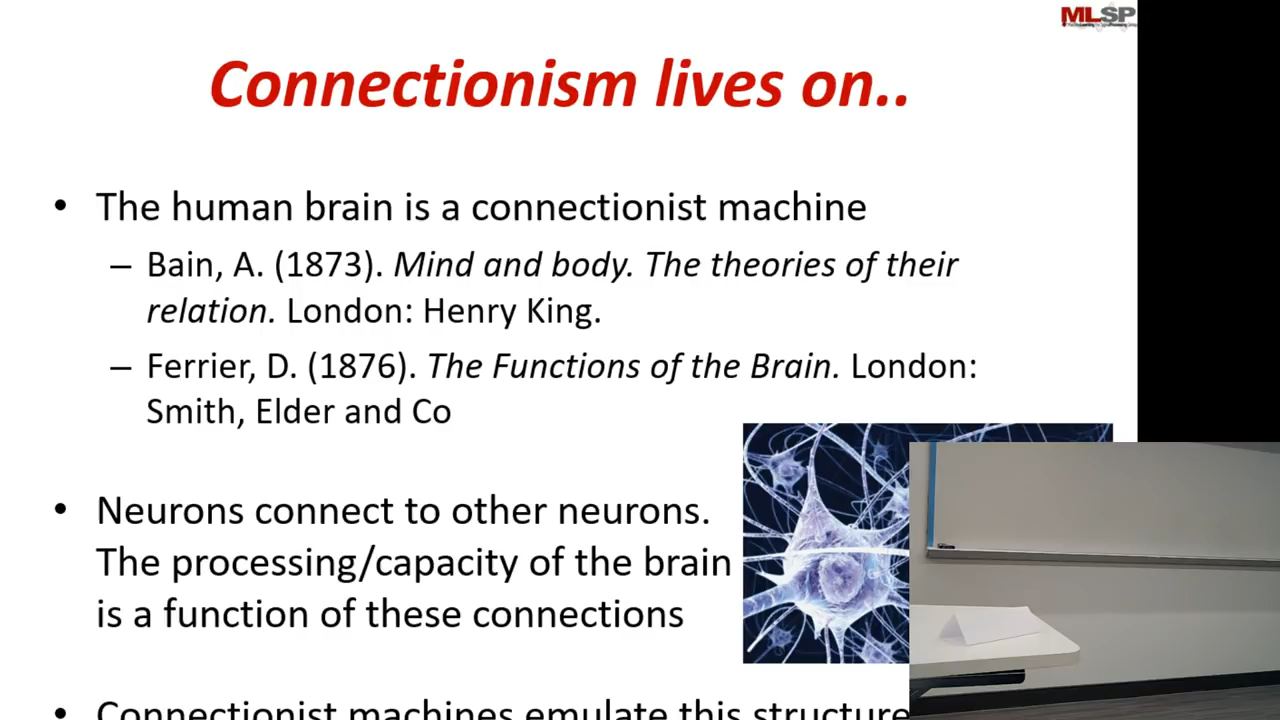 MLSP
Connectionism lives on..
• The human brain is a connectionist machine
– Bain, A. (1873). Mind and body. The theories of their
relation. London: Henry King.
– Ferrier, D. (1876). The Functions of the Brain. London:
Smith, Elder and Co
• Neurons connect to other neurons.
The processing/capacity of the brain
is a function of these connections
• Connectionist machines emulate this structure